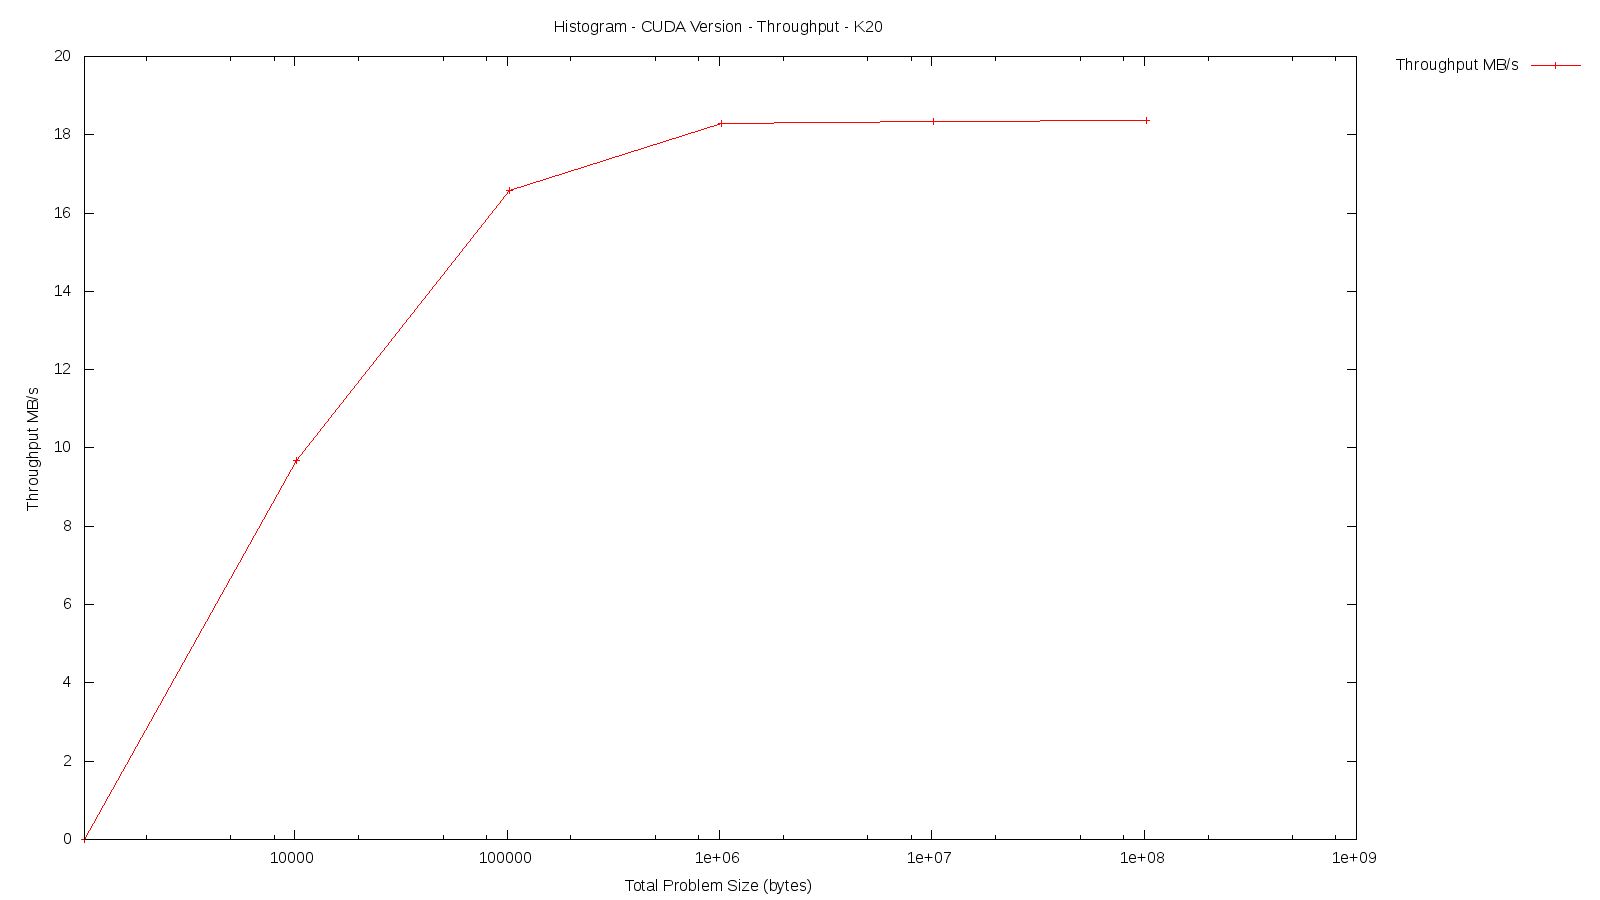 Histogram - CUDA Version - Throughput - K20
Throughput MB/s
20
18
16
14
12
10
8
6
4
2
0
Throughput MB/s
10000 100000 1e+06 1e+07 1e+08 1e+09
Total Problem Size (bytes)